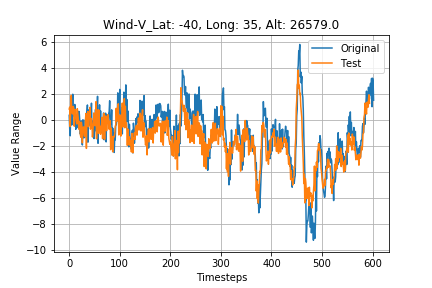 Wind-V_Lat: -40, Long: 35, Alt: 26579.0
Original
Test
Value Range
6
4
2
0
−2
−4
−6
−8
−10
0 100 200 300 400 500 600
Timesteps